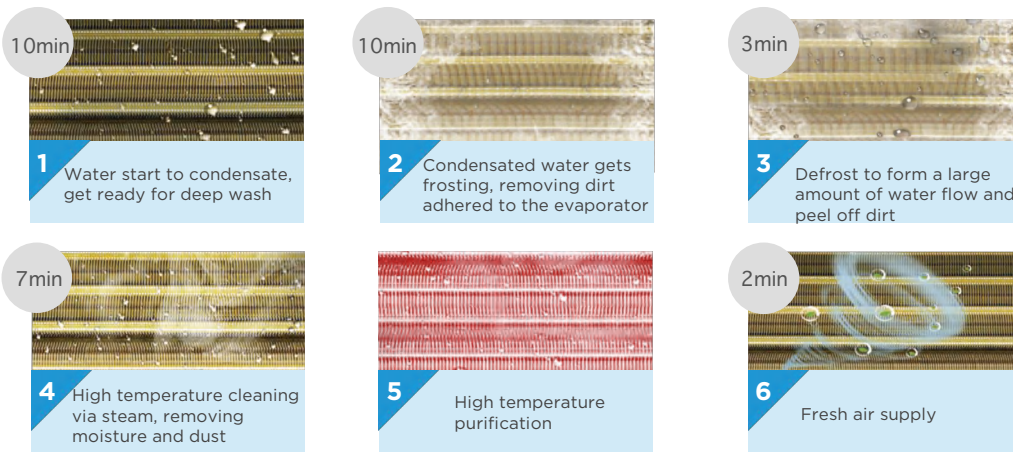 10min
1
Water start to condensate,
get ready for deep wash
10min
2
Condensated water gets
frosting, removing dirt
adhered to the evaporator
3min
3
Defrost to form a large
amount of water flow and
peel off dirt
7min
4
High temperature cleaning
via steam, removing
moisture and dust
5
High temperature
purification
2min
6
Fresh air supply